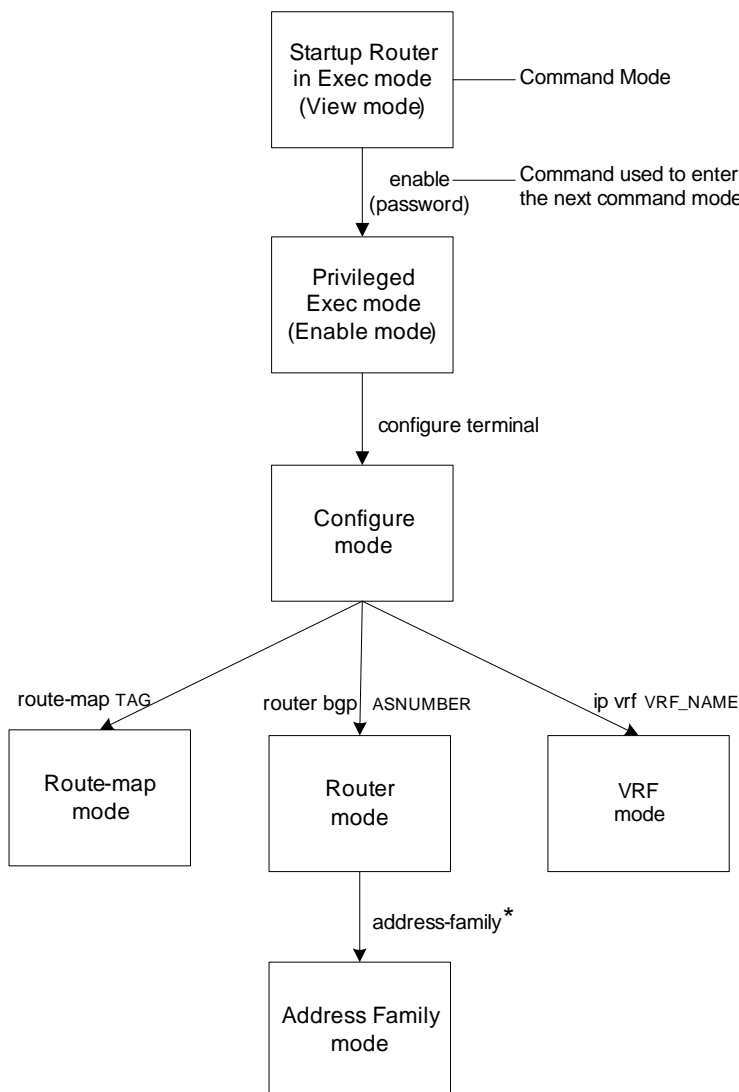 Startup Router
in Exec mode
(View mode)
Command Mode
enable
(password)
Command used to enter
the next command mode
Privileged
Exec mode
(Enable mode)
configure terminal
Configure
mode
route-map TAG
router bgp ASNUMBER
ip vrf VRF_NAME
Route-map
mode
Router
mode
VRF
mode
address-family*
Address Family
mode